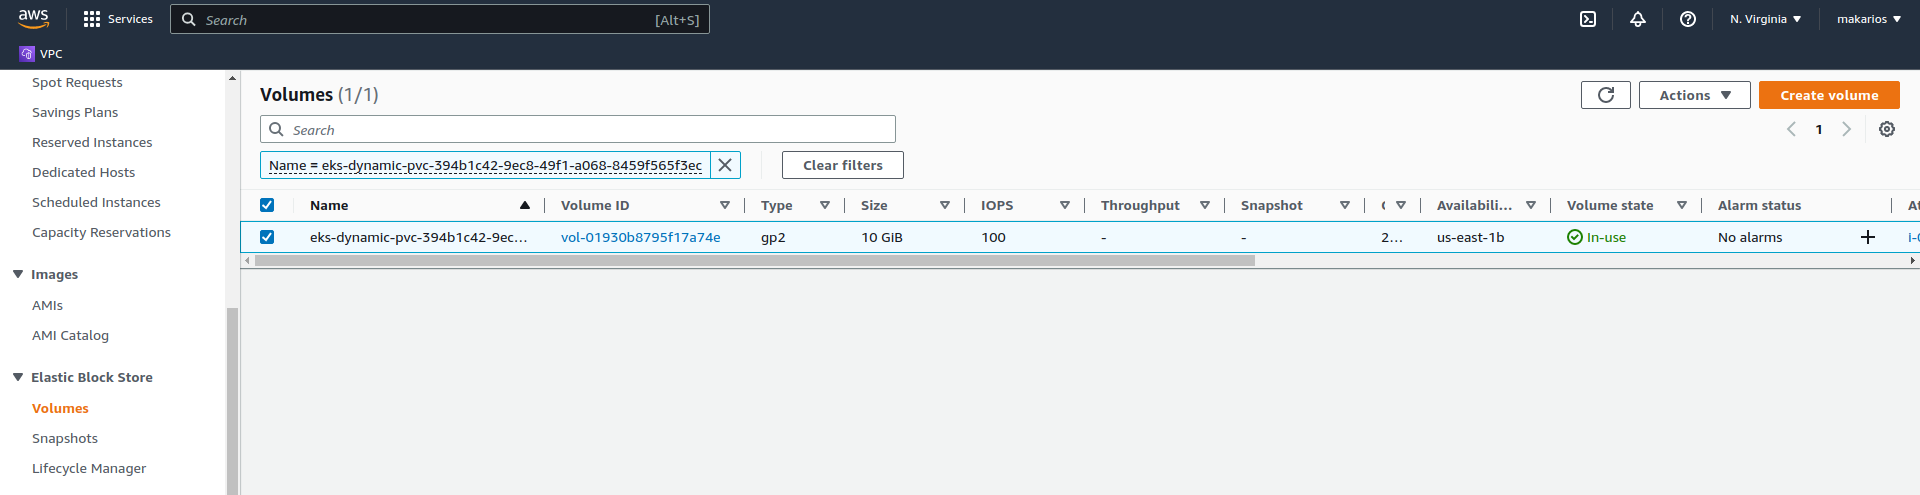 aws Services Search [Alt+S] N. Virginia makarios
VPC
Spot Requests
Savings Plans
Reserved Instances
Dedicated Hosts
Scheduled Instances
Capacity Reservations
Images
AMIs
AMI Catalog
Elastic Block Store
Volumes
Snapshots
Lifecycle Manager
Volumes (1/1) Actions Create volume
Search 1
Name = eks-dynamic-pvc-394b1c42-9ec8-49f1-a068-8459f565f3ec Clear filters
Name Volume ID Type Size IOPS Throughput Snapshot Availabili... Volume state Alarm status
eks-dynamic-pvc-394b1c42-9ec... vol-01930b8795f17a74e gp2 10 GiB 100 - - 2... us-east-1b In-use No alarms